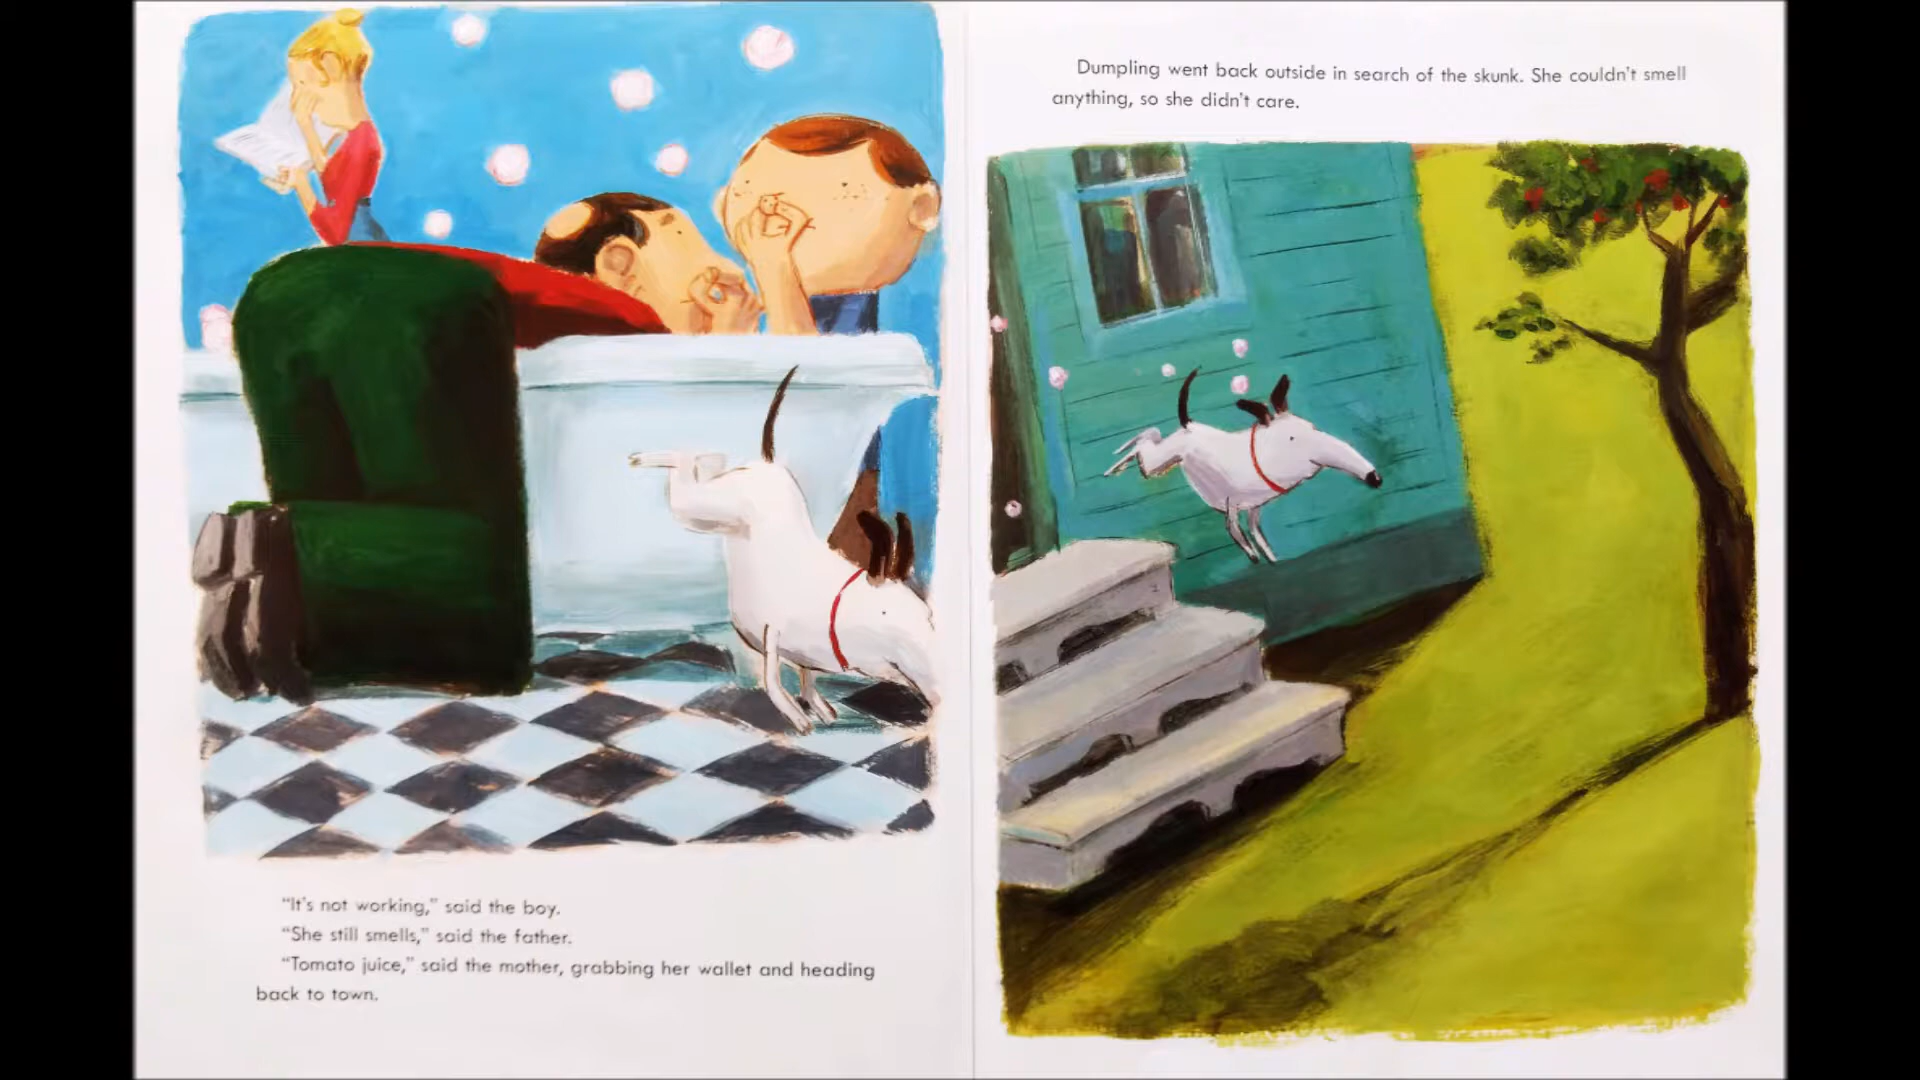 “It’s not working,” said the boy.
“She still smells,” said the father.
“Tomato juice,” said the mother, grabbing her wallet and heading
back to town.
Dumpling went back outside in search of the skunk. She couldn’t smell
anything, so she didn’t care.